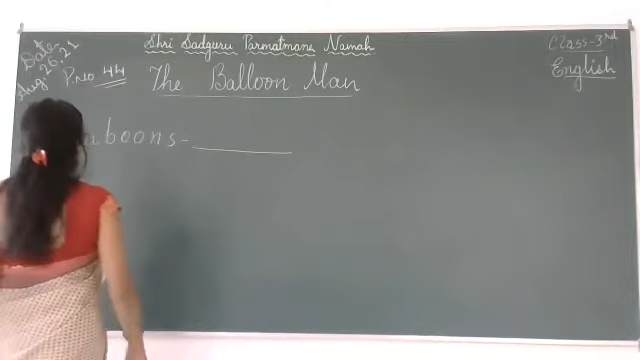 Shri Sadguru Parmatmane Namah
Class-3rd
Date
Aug 26, 21
P.No 44
The Balloon Man
English
aboons-